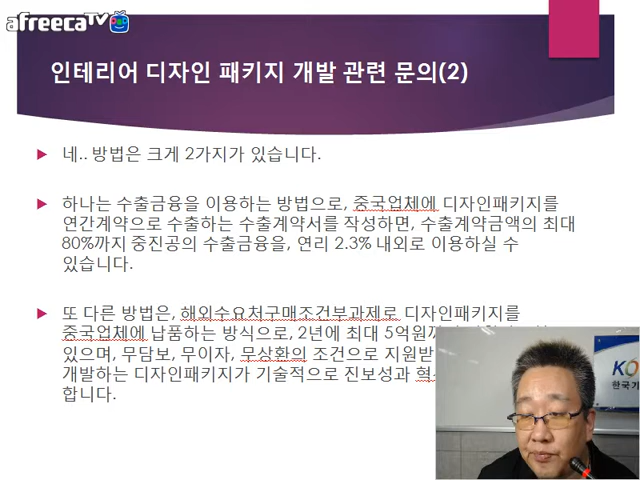 afreecaTV
인테리어 디자인 패키지 개발 관련 문의(2)
네.. 방법은 크게 2가지가 있습니다.
하나는 수출금융을 이용하는 방법으로, 중국업체에 디자인패키지를
연간계약으로 수출하는 수출계약서를 작성하면, 수출계약금액의 최대
80%까지 중진공의 수출금융을, 연리 2.3% 내외로 이용하실 수
있습니다.
또 다른 방법은, 해외수요처구매조건부과제로 디자인패키지를
중국업체에 납품하는 방식으로, 2년에 최대 5억원
있으며, 무담보, 무이자, 무상환의 조건으로 지원받
개발하는 디자인패키지가 기술적으로 진보성과
합니다.
KO
한국기